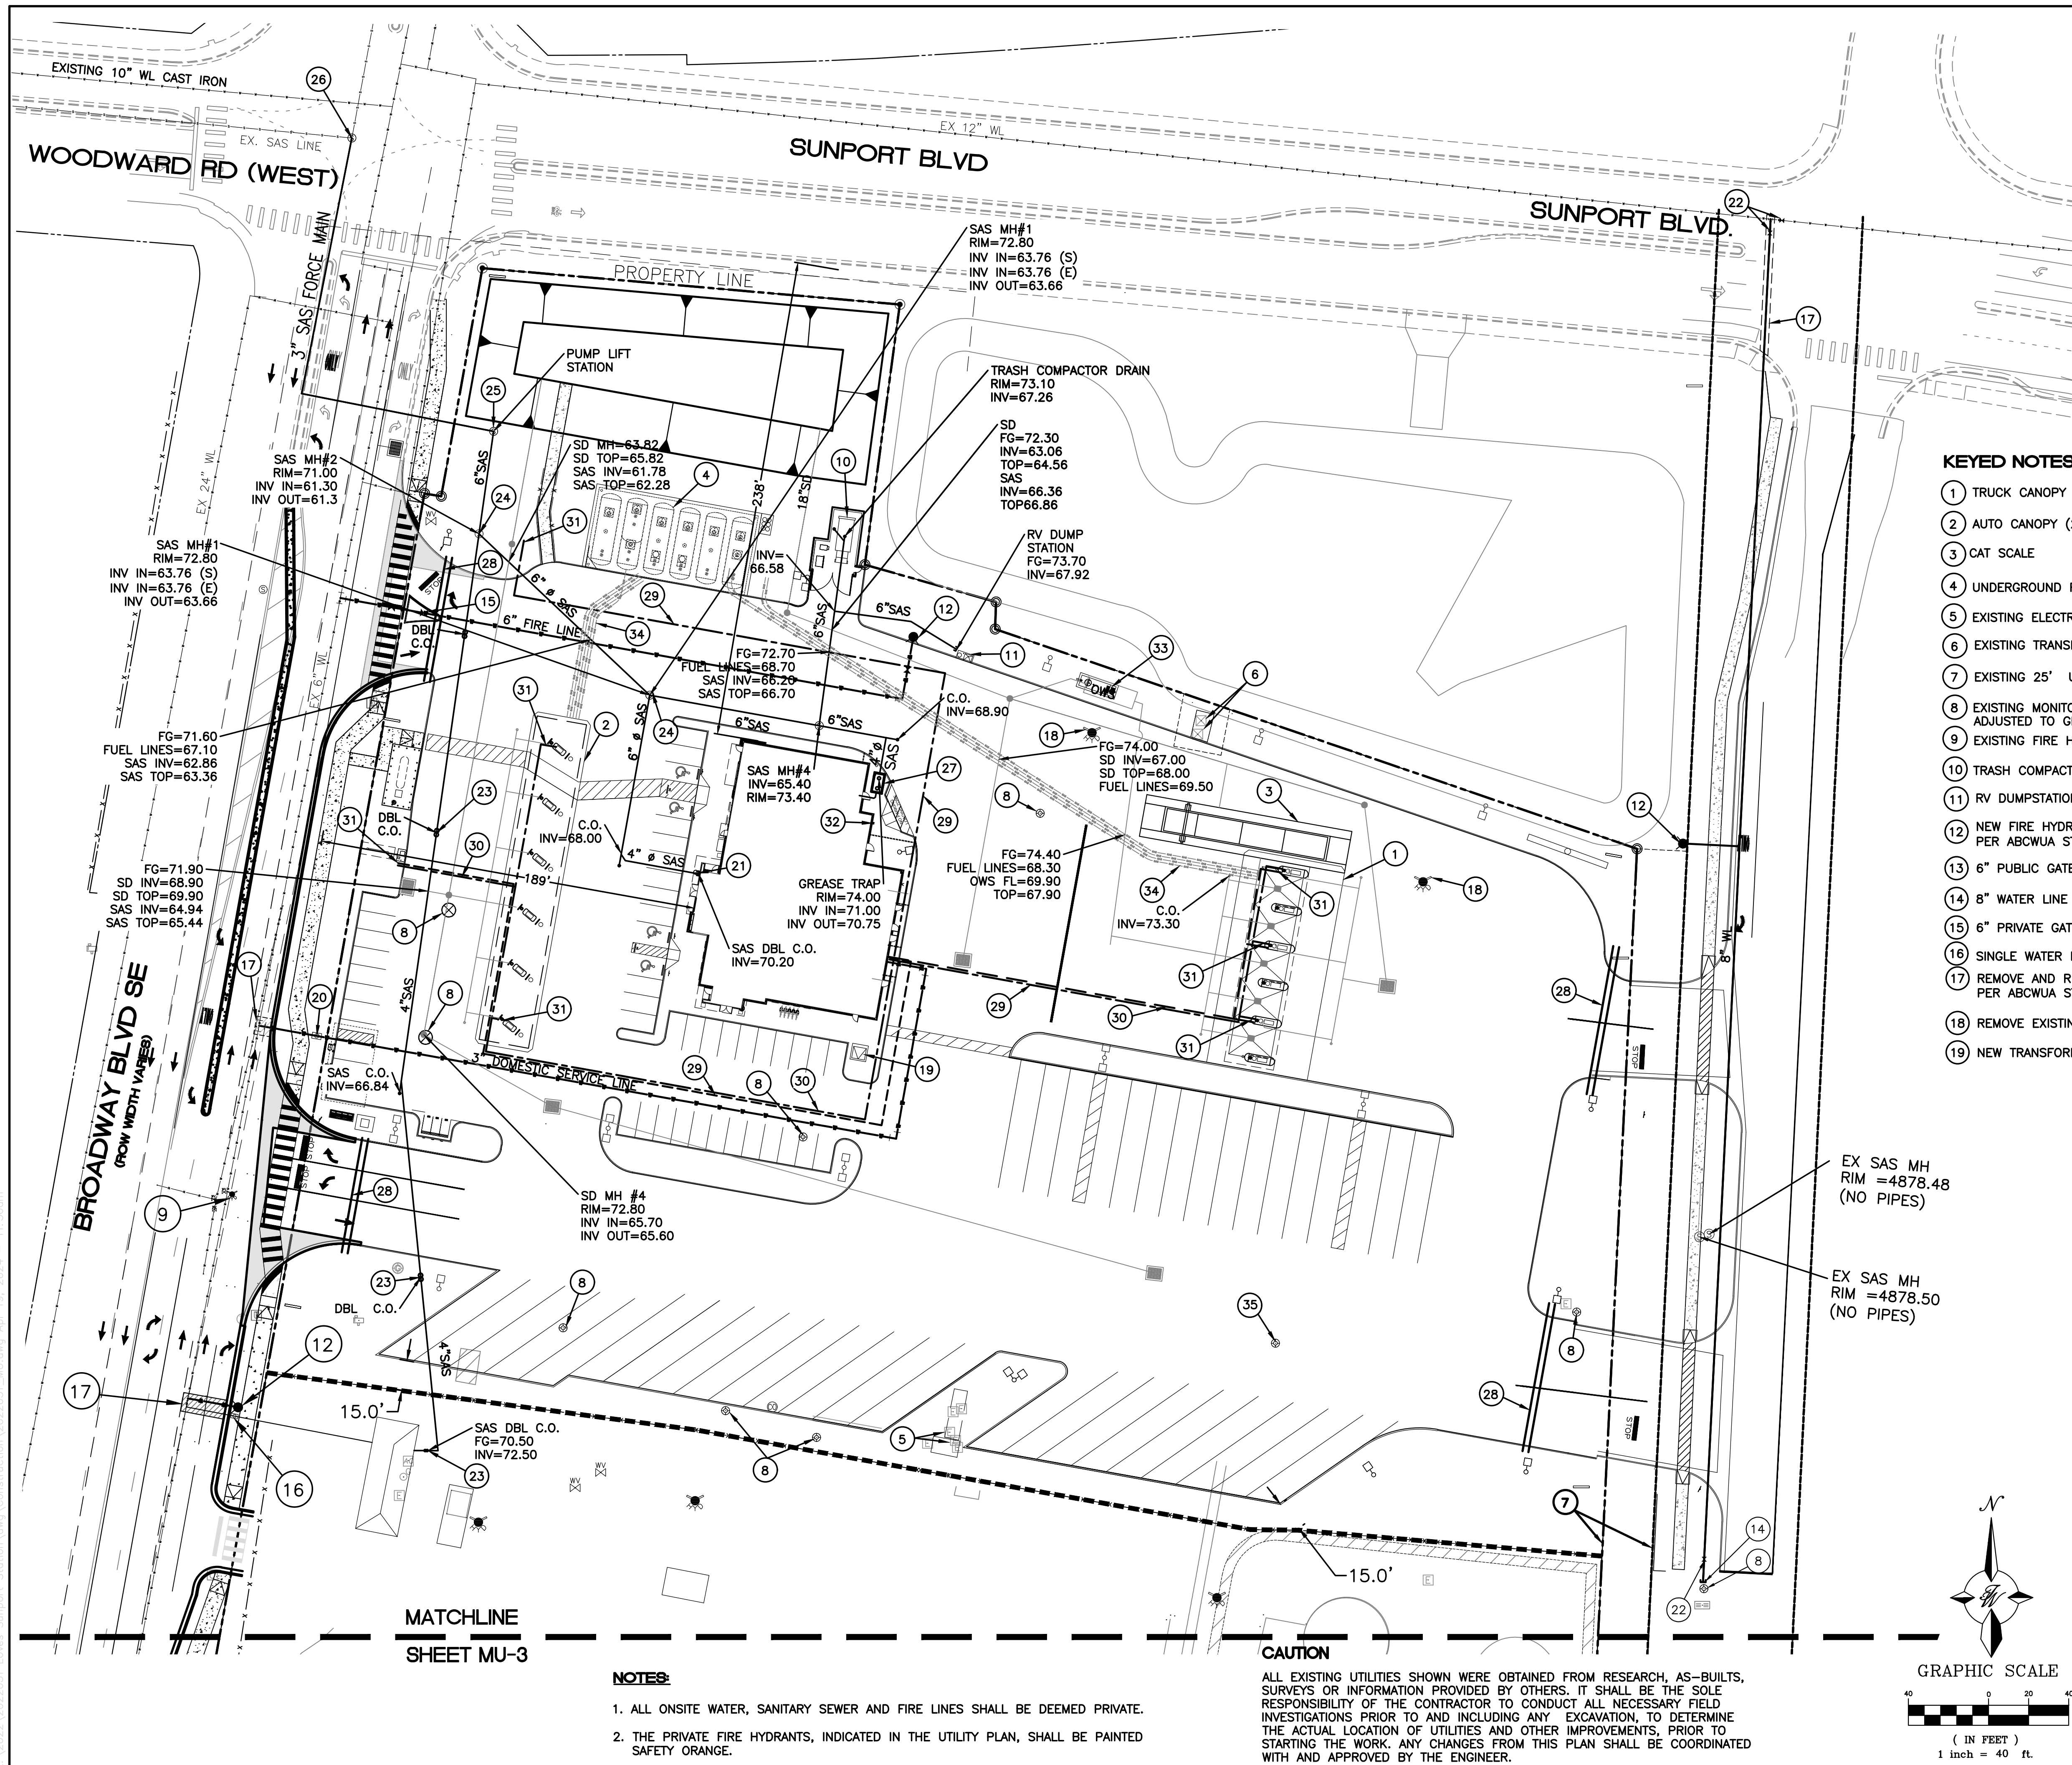 EXISTING 10" WL CAST IRON
26
EX. SAS LINE
WOODWARD RD (WEST)
SUNPORT BLVD
EX 12" WL
SUNPORT BLVD.
22
17
3" SAS FORCE MAIN
PROPERTY LINE
SAS MH#1
RIM=72.80
INV IN=63.76 (S)
INV IN=63.76 (E)
INV OUT=63.66
PUMP LIFT
STATION
25
TRASH COMPACTOR DRAIN
RIM=73.10
INV=67.26
SD
FG=72.30
INV=63.06
TOP=64.56
SAS
INV=66.36
TOP66.86
SD MH=63.82
SD TOP=65.82
SAS INV=61.78
SAS TOP=62.28
4
10
238'
18"SD
6"SAS
EX 24" WL
SAS MH#2
RIM=71.00
INV IN=61.30
INV OUT=61.3
24
31
WV
28
STOP
SAS MH#1
RIM=72.80
INV IN=63.76 (S)
INV IN=63.76 (E)
INV OUT=63.66
15
DBL
C.O.
6" FIRE LINE
6" Ø SAS
34
29
INV=
66.58
6"SAS
6"SAS
12
RV DUMP
STATION
FG=73.70
INV=67.92
11
33
OWS
6
FG=72.70
FUEL LINES=68.70
SAS INV=66.20
SAS TOP=66.70
EX 6" WL
31
2
6" Ø SAS
24
6"SAS
6"SAS
C.O.
INV=68.90
4" Ø
SAS
27
18
FG=74.00
SD INV=67.00
SD TOP=68.00
FUEL LINES=69.50
FG=71.60
FUEL LINES=67.10
SAS INV=62.86
SAS TOP=63.36
SAS MH#4
INV=65.40
RIM=73.40
8
3
12
23
DBL
C.O.
31
30
C.O.
INV=68.00
32
29
4" Ø SAS
21
189'
FG=74.40
FUEL LINES=68.30
OWS FL=69.90
TOP=67.90
34
C.O.
INV=73.30
1
31
18
GREASE TRAP
RIM=74.00
INV IN=71.00
INV OUT=70.75
FG=71.90
SD INV=68.90
SD TOP=69.90
SAS INV=64.94
SAS TOP=65.44
8
SAS DBL C.O.
INV=70.20
8" WL
17
20
4"SAS
8
31
29
30
31
31
28
BROADWAY BLVD SE
(ROW WIDTH VARIES)
SAS C.O.
INV=66.84
3" DOMESTIC SERVICE LINE
29
8
30
19
STOP
STOP
STOP
28
9
SD MH #4
RIM=72.80
INV IN=65.70
INV OUT=65.60
EX SAS MH
RIM =4878.48
(NO PIPES)
EX SAS MH
RIM =4878.50
(NO PIPES)
23
DBL C.O.
8
35
8
12
17
4"SAS
15.0'
28
STOP
SAS DBL C.O.
FG=70.50
INV=72.50
23
5
8
WV
WV
16
7
14
8
22
15.0'
KEYED NOTES
1 TRUCK CANOPY
2 AUTO CANOPY
3 CAT SCALE
4 UNDERGROUND
5 EXISTING
6 EXISTING
7 EXISTING 25'
8 EXISTING
ADJUSTED TO
9 EXISTING FIRE
10 TRASH
11 RV
12 NEW FIRE
PER ABCWUA
13 6" PUBLIC
14 8" WATER LINE
15 6" PRIVATE
16 SINGLE WATER
17 REMOVE AND
PER ABCWUA
18 REMOVE
19 NEW
N
MATCHLINE
SHEET MU-3
NOTES:
1. ALL ONSITE WATER, SANITARY SEWER AND FIRE LINES SHALL BE DEEMED PRIVATE.
2. THE PRIVATE FIRE HYDRANTS, INDICATED IN THE UTILITY PLAN, SHALL BE PAINTED
SAFETY ORANGE.
CAUTION
ALL EXISTING UTILITIES SHOWN WERE OBTAINED FROM RESEARCH, AS-BUILTS,
SURVEYS OR INFORMATION PROVIDED BY OTHERS. IT SHALL BE THE SOLE
RESPONSIBILITY OF THE CONTRACTOR TO CONDUCT ALL NECESSARY FIELD
INVESTIGATIONS PRIOR TO AND INCLUDING ANY EXCAVATION, TO DETERMINE
THE ACTUAL LOCATION OF UTILITIES AND OTHER IMPROVEMENTS, PRIOR TO
STARTING THE WORK. ANY CHANGES FROM THIS PLAN SHALL BE COORDINATED
WITH AND APPROVED BY THE ENGINEER.
GRAPHIC SCALE
40 0 20 40
( IN FEET )
1 inch = 40 ft.